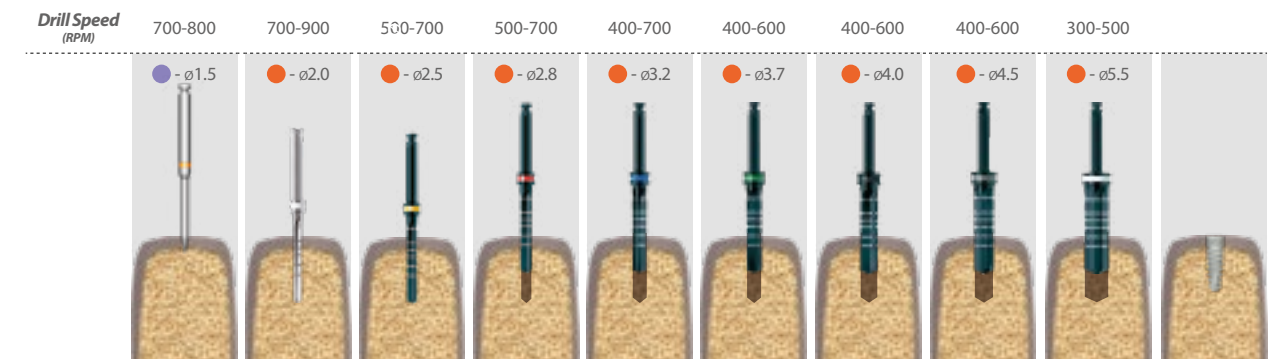 Drill Speed
(RPM)
700-800 700-900 500-700 500-700 400-700 400-600 400-600 400-600 300-500
- ø1.5 - ø2.0 - ø2.5 - ø2.8 - ø3.2 - ø3.7 - ø4.0 - ø4.5 - ø5.5